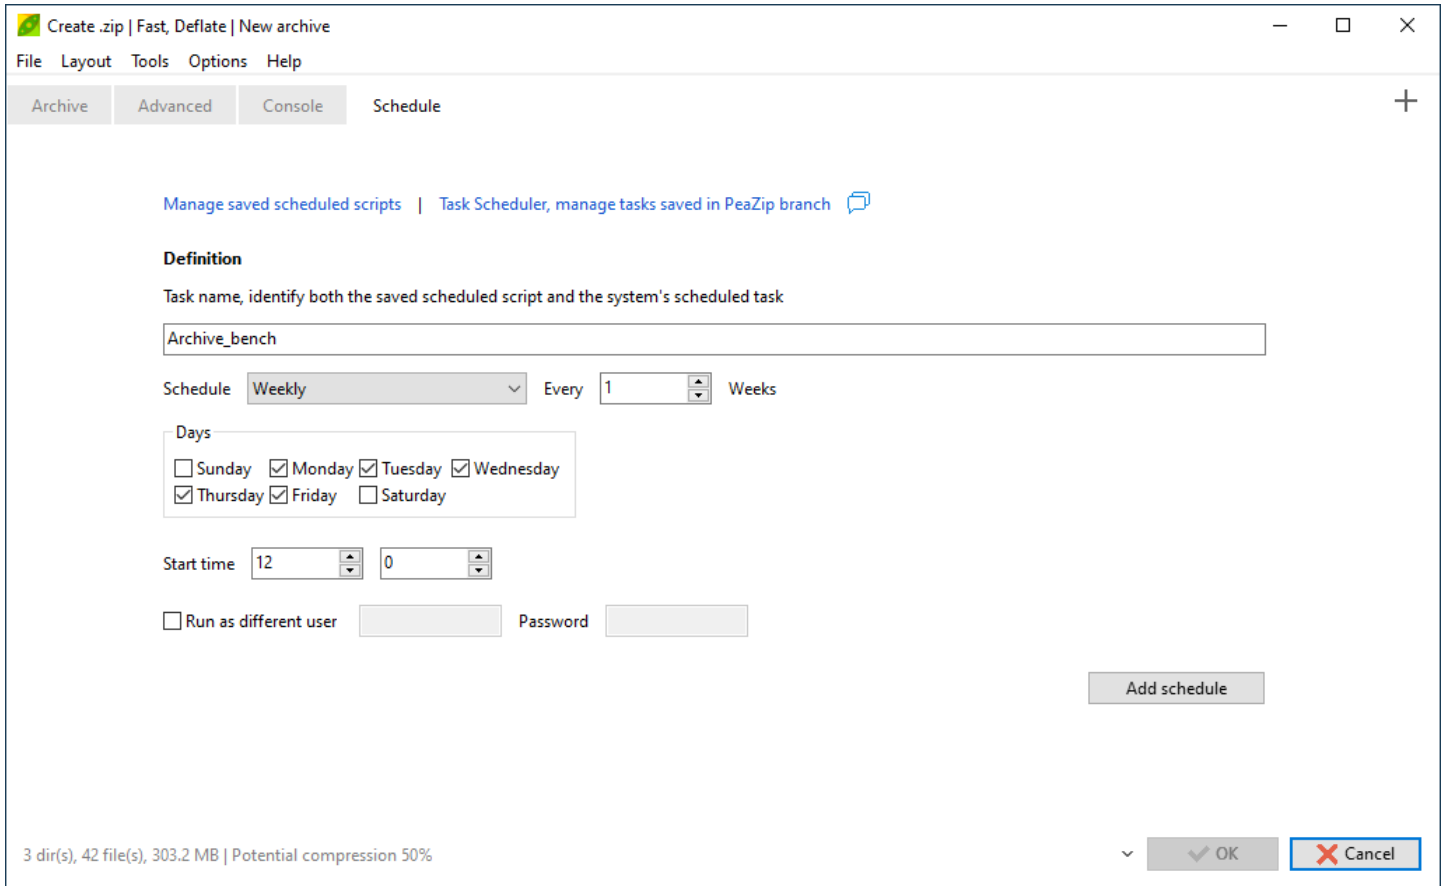 Create .zip | Fast, Deflate | New archive
File Layout Tools Options Help
Archive Advanced Console Schedule
Manage saved scheduled scripts | Task Scheduler, manage tasks saved in PeaZip branch
Definition
Task name, identify both the saved scheduled script and the system's scheduled task
Archive_bench
Schedule Weekly Every 1 Weeks
Days
Sunday Monday Tuesday Wednesday
Thursday Friday Saturday
Start time 12 0
Run as different user Password
Add schedule
3 dir(s), 42 file(s), 303.2 MB | Potential compression 50% OK Cancel